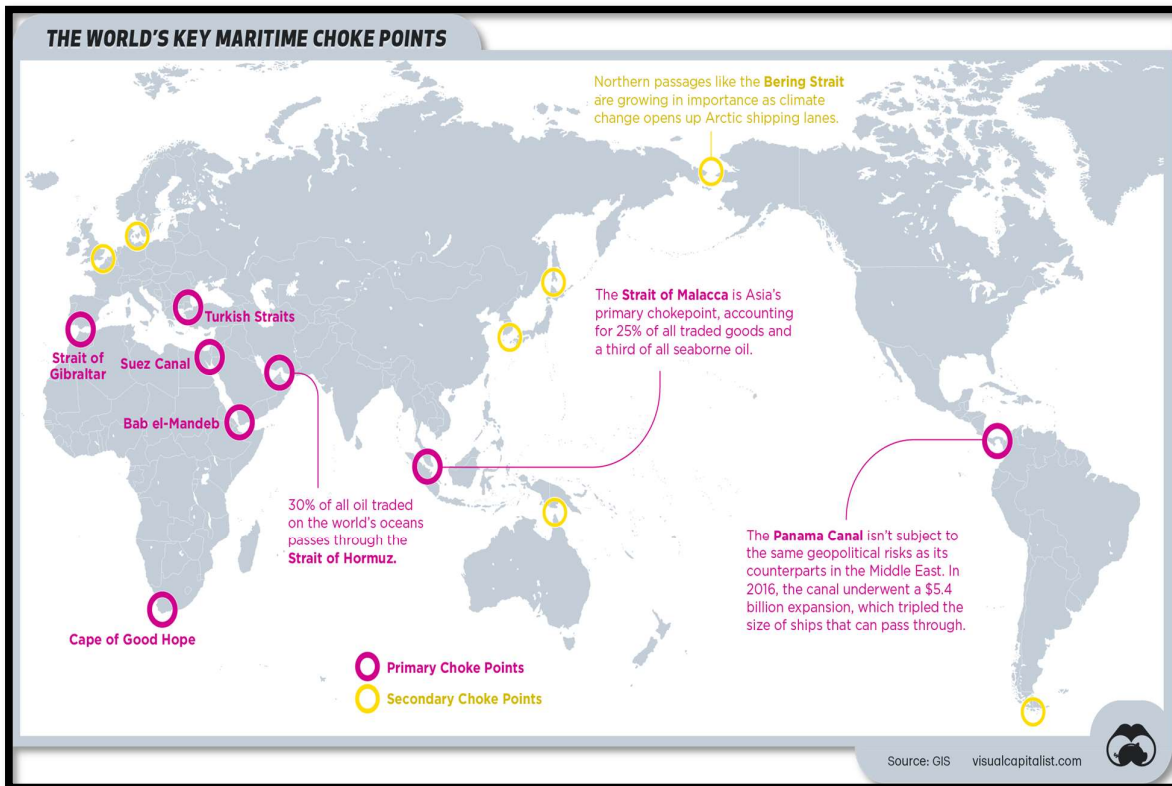 THE WORLD'S KEY MARITIME CHOKE POINTS
Northern passages like the Bering Strait
are growing in importance as climate
change opens up Arctic shipping lanes.
The Strait of Malacca is Asia's
primary chokepoint, accounting
for 25% of all traded goods and
a third of all seaborne oil.
Turkish Straits
Strait of
Gibraltar
Suez Canal
Bab el-Mandeb
30% of all oil traded
on the world's oceans
passes through the
Strait of Hormuz.
The Panama Canal isn't subject to
the same geopolitical risks as its
counterparts in the Middle East. In
2016, the canal underwent a $5.4
billion expansion, which tripled the
size of ships that can pass through.
Cape of Good Hope
Primary Choke Points
Secondary Choke Points
Source: GIS visualcapitalist.com